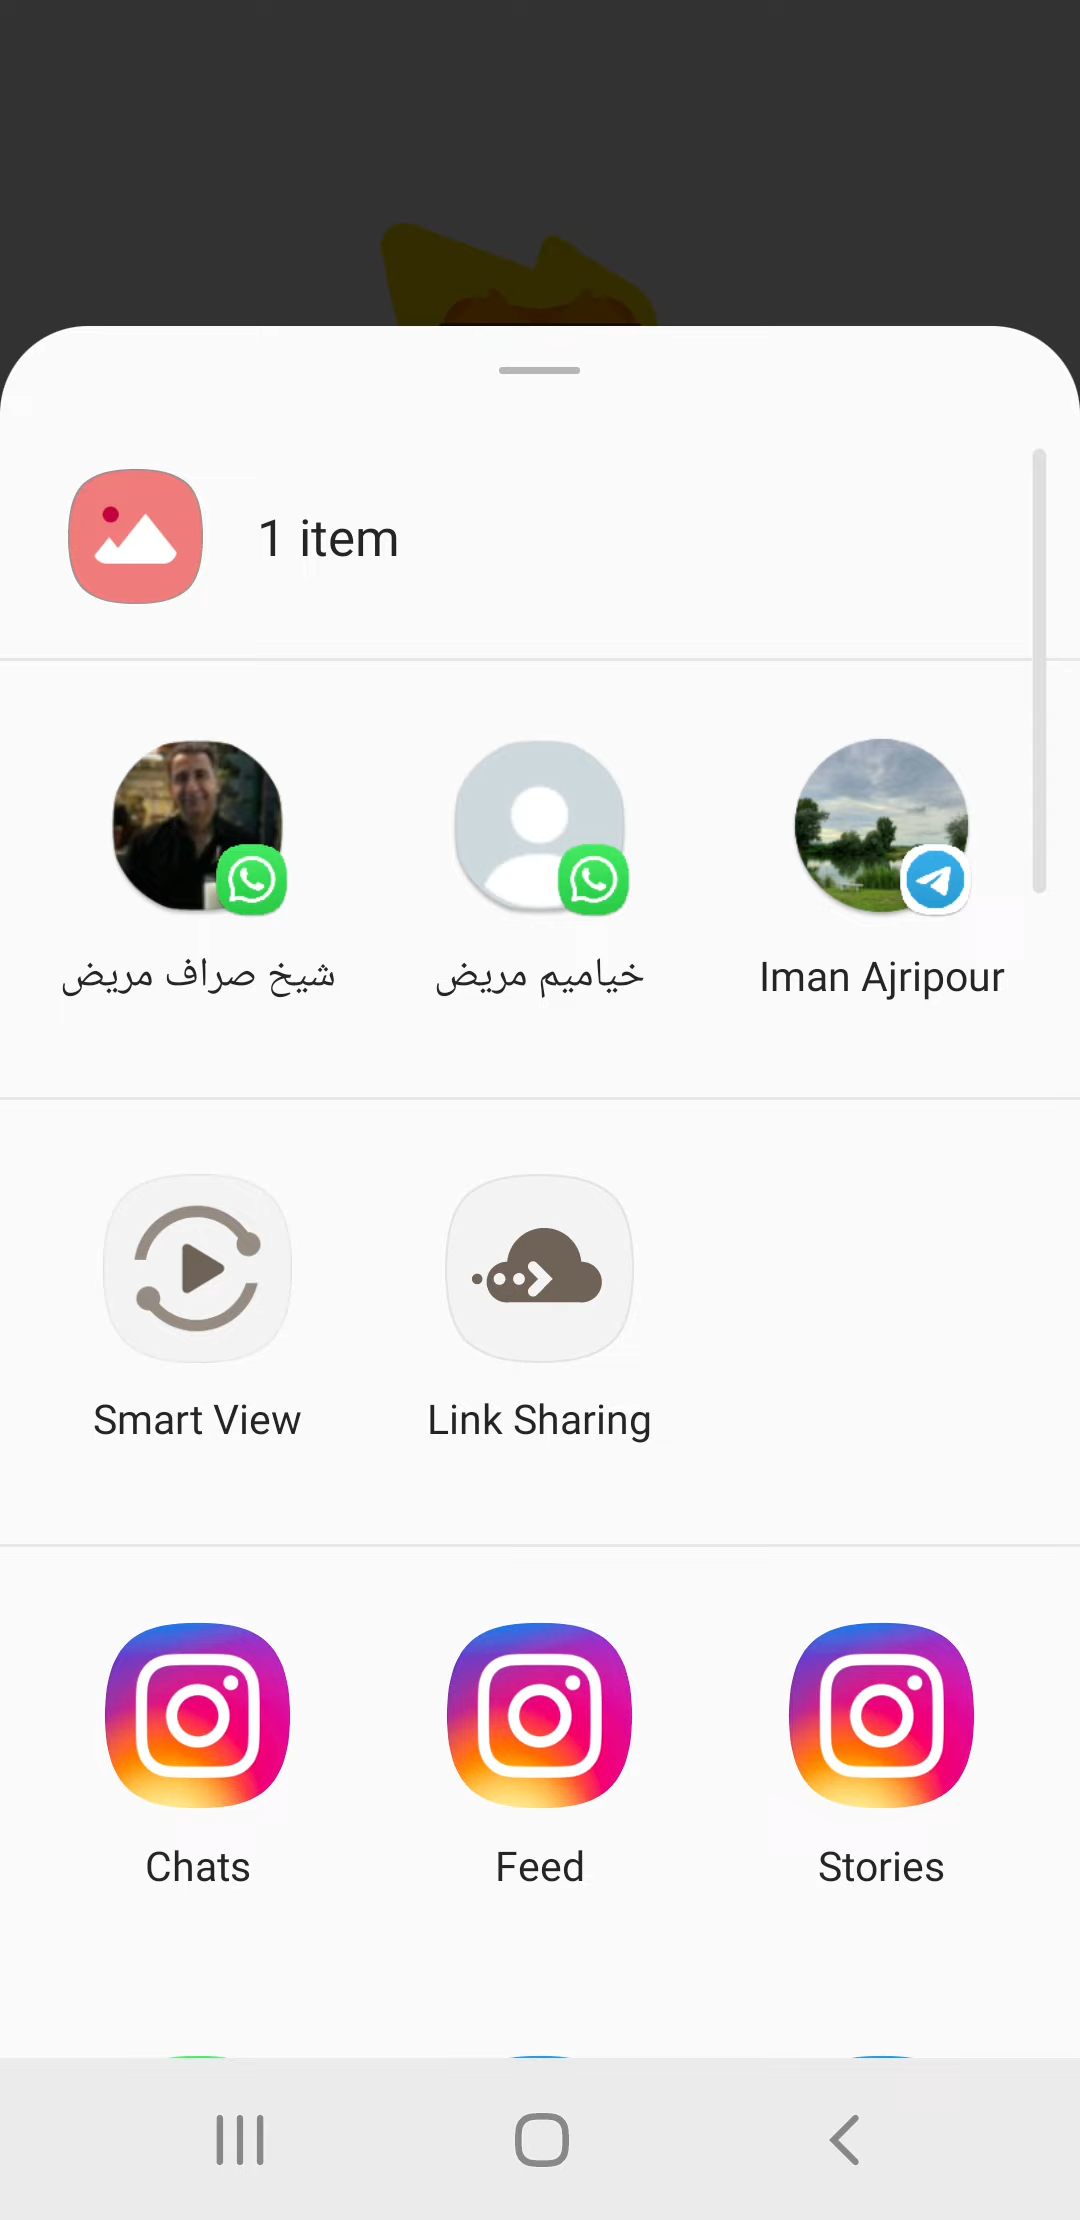 1 item
شیخ صراف مریض
خیامیم مریض
Iman Ajripour
Smart View
Link Sharing
Chats
Feed
Stories